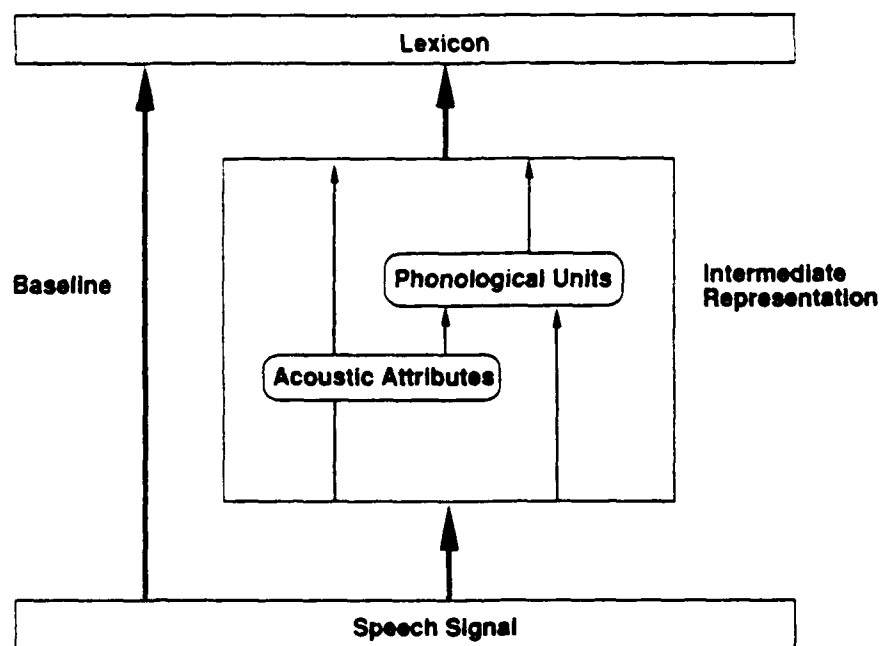 Lexicon
Phonological Units
Intermediate
Representation
Baseline
Acoustic Attributes
Speech Signal